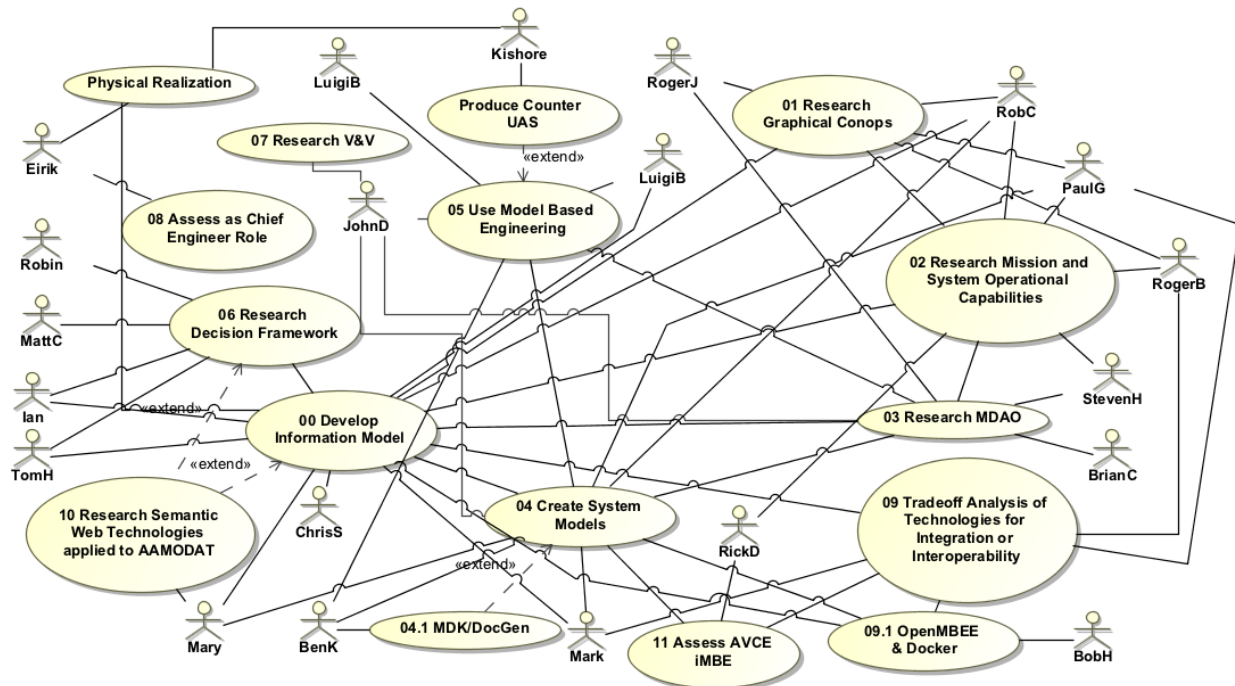 Kishore
LuigiB
RogerJ
Physical Realization
01 Research
Graphical Conops
RobC
Produce Counter
UAS
07 Research V&V
«extend»
Eirik
LuigiB
PaulG
08 Assess as Chief
Engineer Role
JohnD
05 Use Model Based
Engineering
Robin
02 Research Mission and
System Operational
Capabilities
RogerB
06 Research
Decision Framework
MattC
Ian
«extend»
StevenH
00 Develop
Information Model
03 Research MDAO
TomH
«extend»
BrianC
10 Research Semantic
Web Technologies
applied to AAMODAT
ChrisS
04 Create System
Models
RickD
09 Tradeoff Analysis of
Technologies for
Integration or
Interoperability
«extend»
Mary
BenK
04.1 MDK/DocGen
Mark
11 Assess AVCE
iMBE
09.1 OpenMBEE
& Docker
BobH